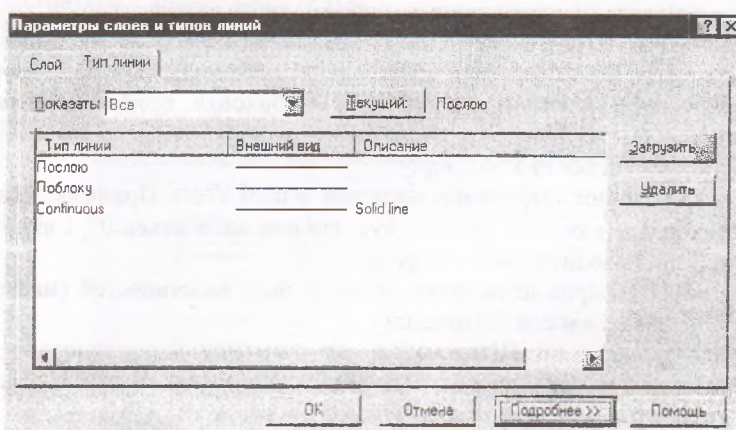 Параметры слоев и типов линий
? X
Слой Тип линии
Показать: Все Текущий: Послою
Тип линии Внешний вид Описание
Загрузить...
Послою
Удалить
Поблоку
Continuous Solid line
OK Отмена Подробнее >> Помощь